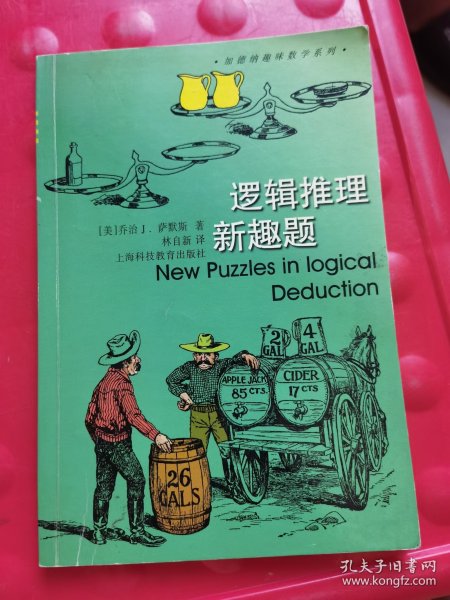 ·加德纳趣味数学系列·
逻辑推理
新趣题
[美]乔治J.萨默斯 著
林自新 译
上海科技教育出版社
New Puzzles in logical
Deduction
2
GAL
4
GAL
APPLE JACK
85 CTS.
CIDER
17 CTS
26
GALS
孔夫子旧书网
www.kongfz.com